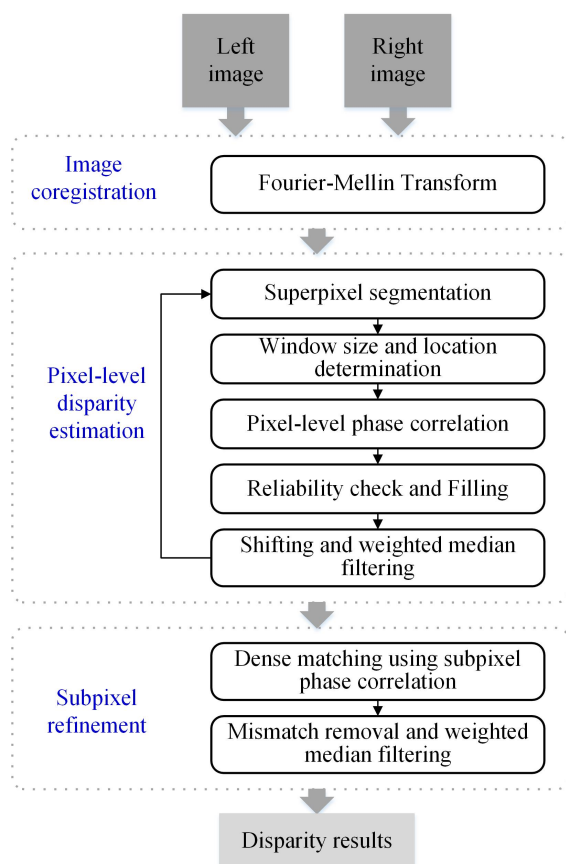 Left
image
Right
image
Image
coregistration
Fourier-Mellin Transform
Pixel-level
disparity
estimation
Superpixel segmentation
Window size and location
determination
Pixel-level phase correlation
Reliability check and Filling
Shifting and weighted median
filtering
Subpixel
refinement
Dense matching using subpixel
phase correlation
Mismatch removal and weighted
median filtering
Disparity results